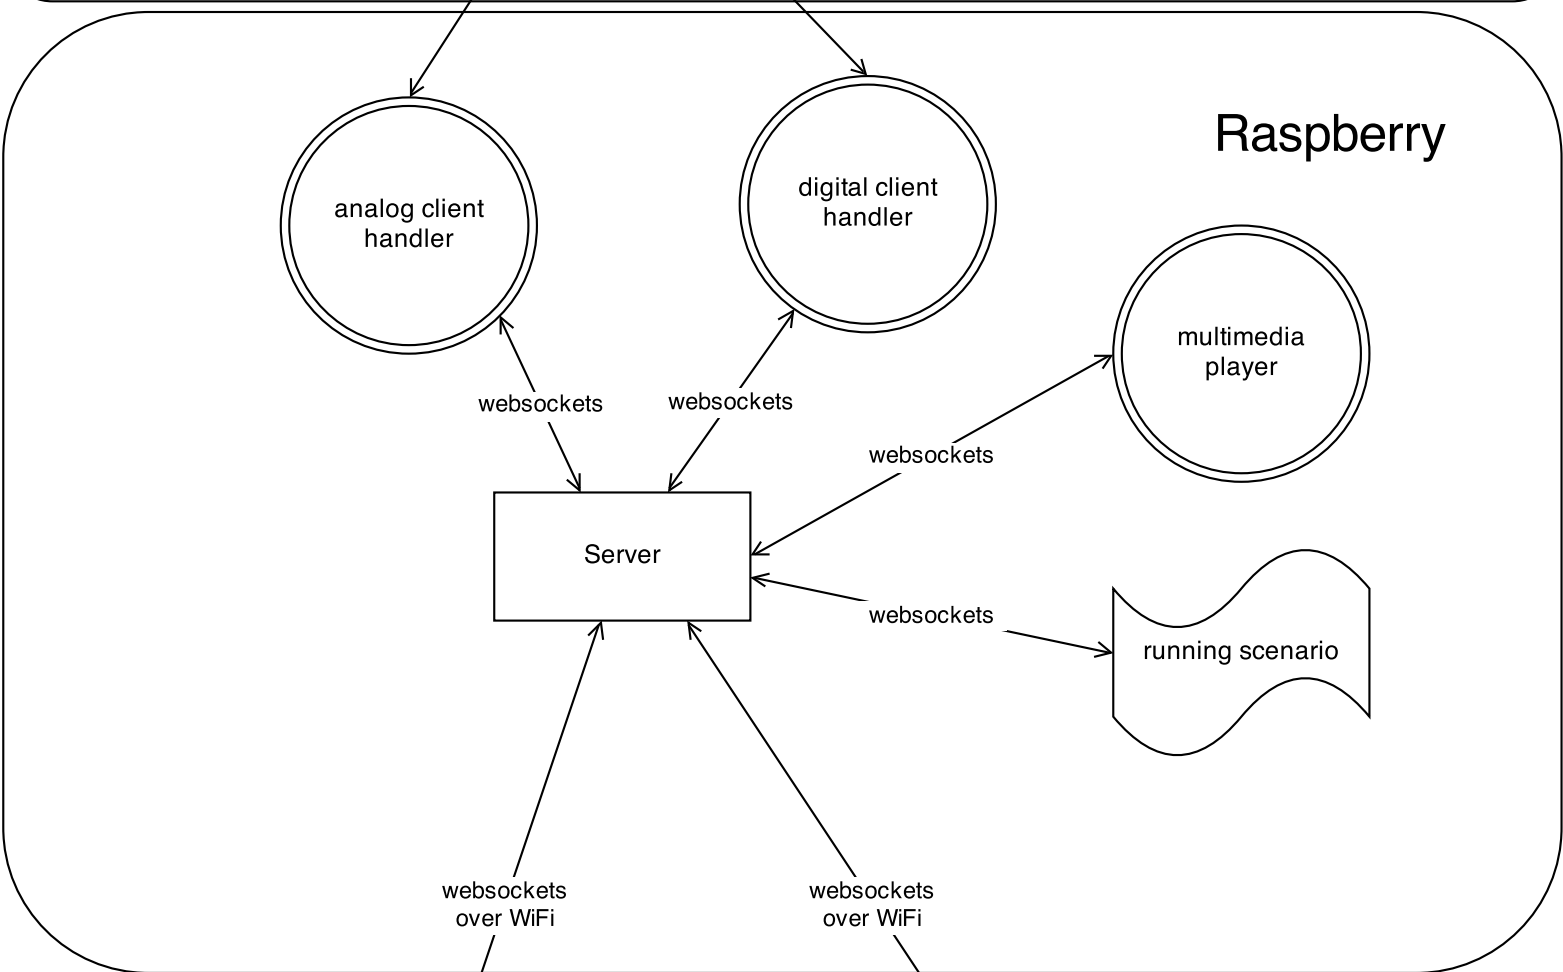 Raspberry
analog client
handler
digital client
handler
multimedia
player
websockets
websockets
websockets
Server
websockets
running scenario
websockets
over WiFi
websockets
over WiFi